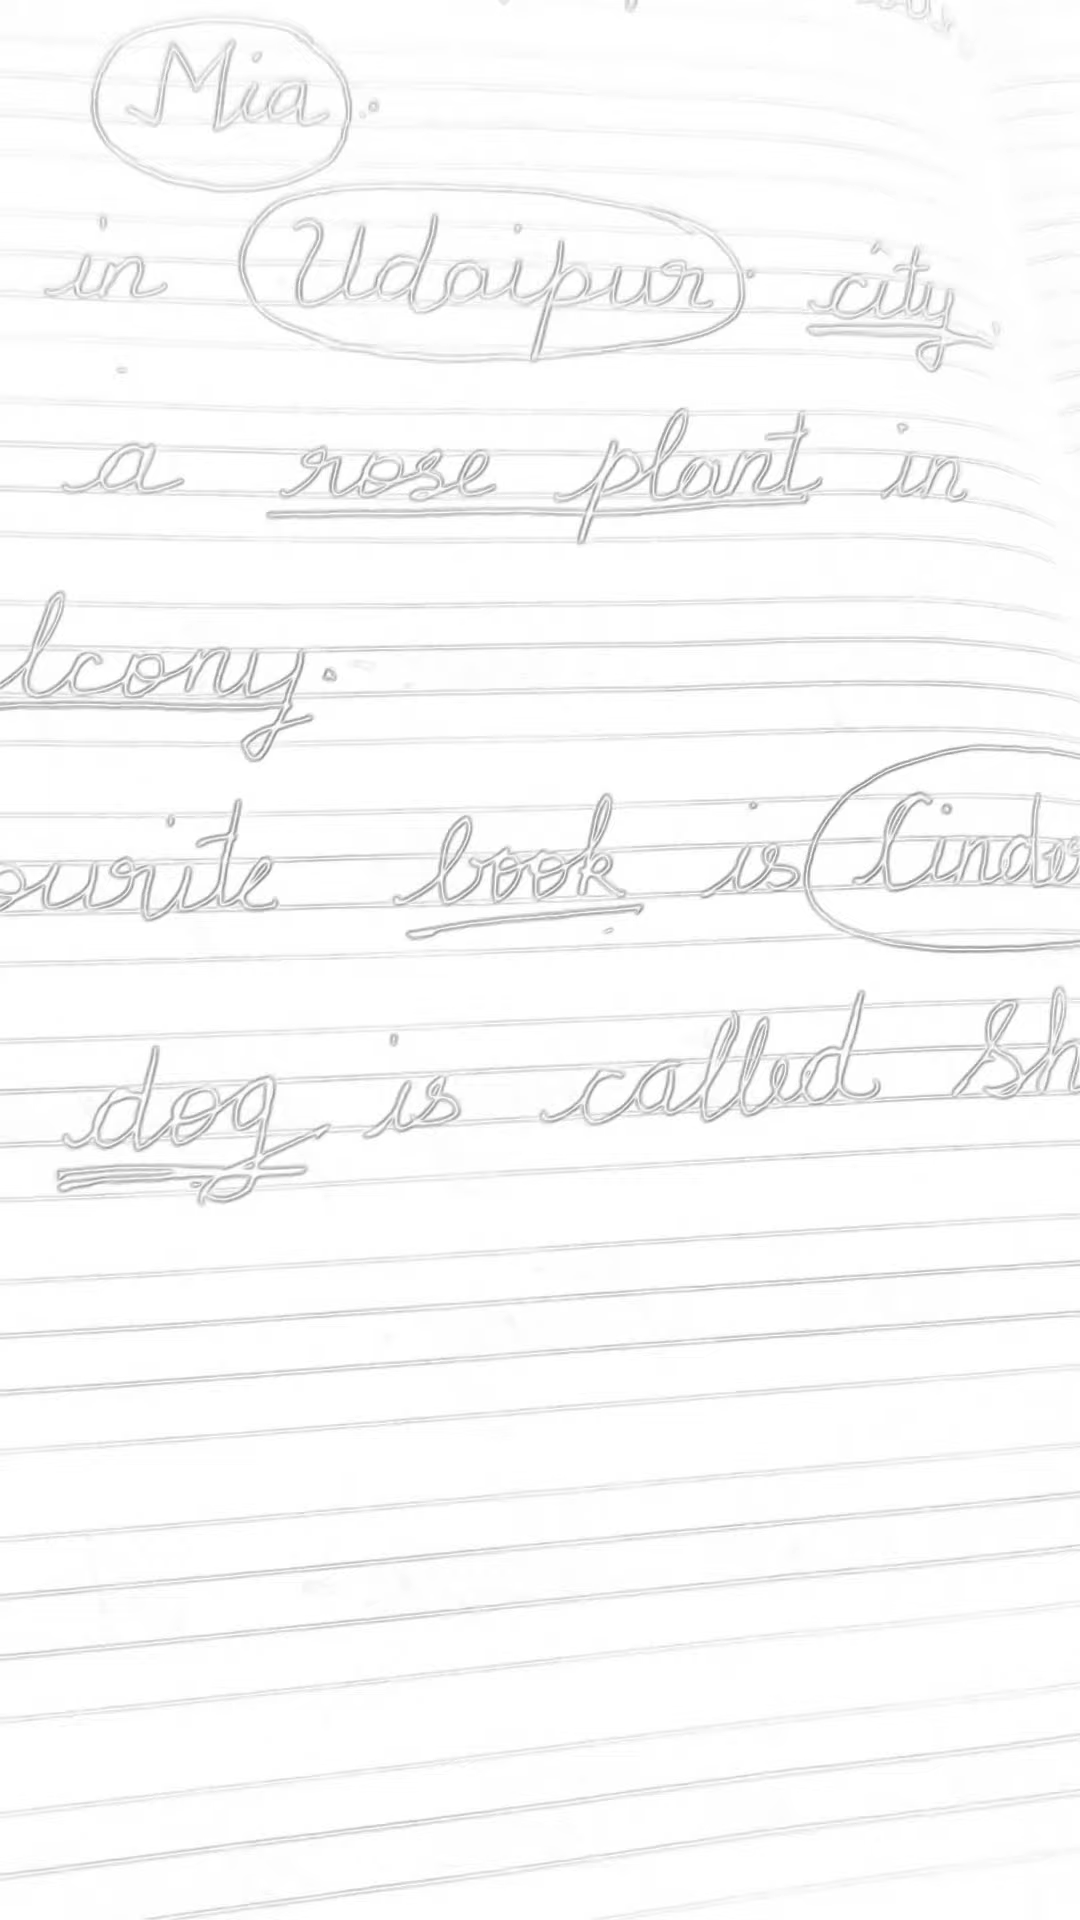 Mia.
in Udaipur. city.
a rose plant in
lcony.
ourite book is Cinde
dog is called Sh